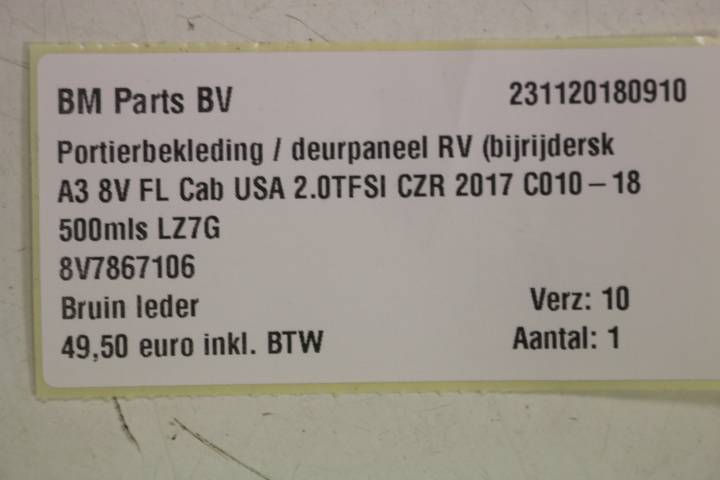 BM Parts BV 231120180910
Portierbekleding / deurpaneel RV (bijrijdersk
A3 8V FL Cab USA 2.0TFSI CZR 2017 C010-18
500mls LZ7G
8V7867106
Bruin leder Verz: 10
49,50 euro inkl. BTW Aantal: 1